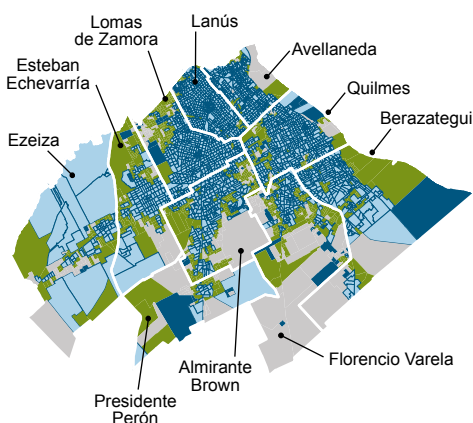 Lomas
de Zamora
Lanús
Avellaneda
Esteban
Echevarría
Quilmes
Ezeiza
Berazategui
Almirante
Brown
Florencio Varela
Presidente
Perón